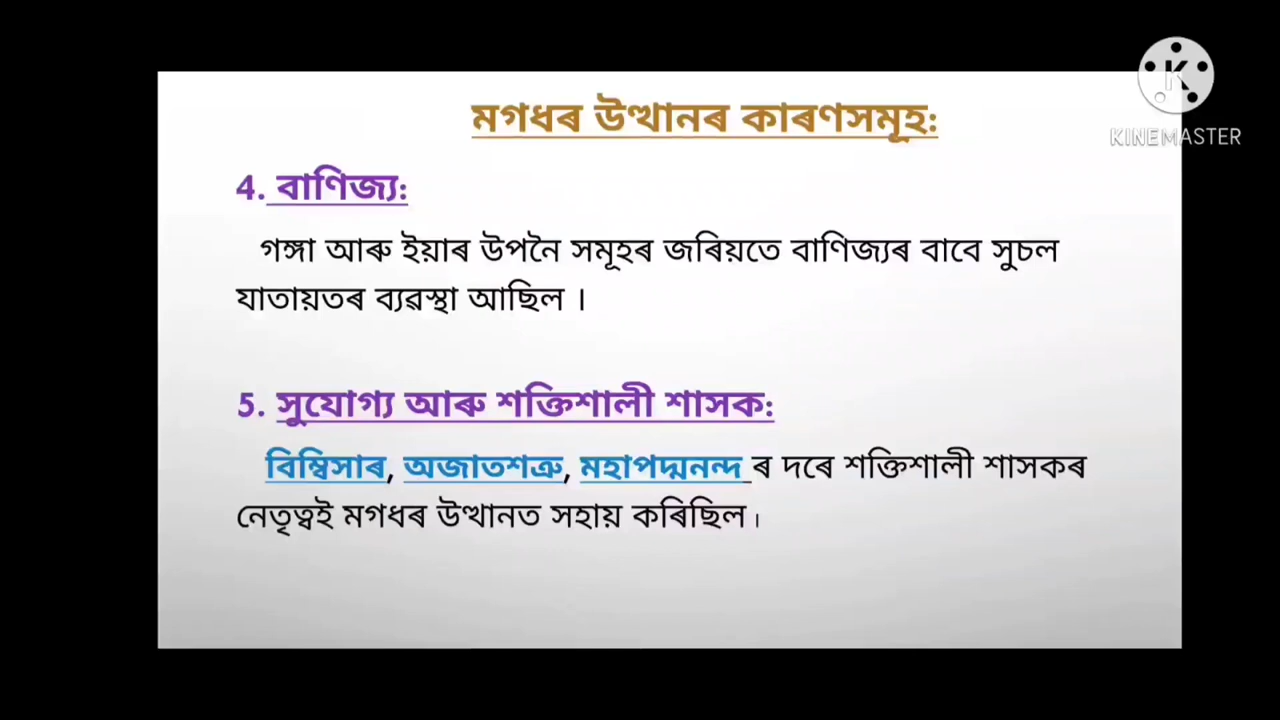 মগধৰ উত্থানৰ কাৰণসমূহ:
4. বাণিজ্য:
গঙ্গা আৰু ইয়াৰ উপনৈ সমূহৰ জৰিয়তে বাণিজ্যৰ বাবে সুচল
যাতায়তৰ ব্যৱস্থা আছিল ।
5. সুযোগ্য আৰু শক্তিশালী শাসক:
বিম্বিসাৰ, অজাতশত্ৰু, মহাপদ্মনন্দ ৰ দৰে শক্তিশালী শাসকৰ
নেতৃত্বই মগধৰ উত্থানত সহায় কৰিছিল।
K
KINEMASTER